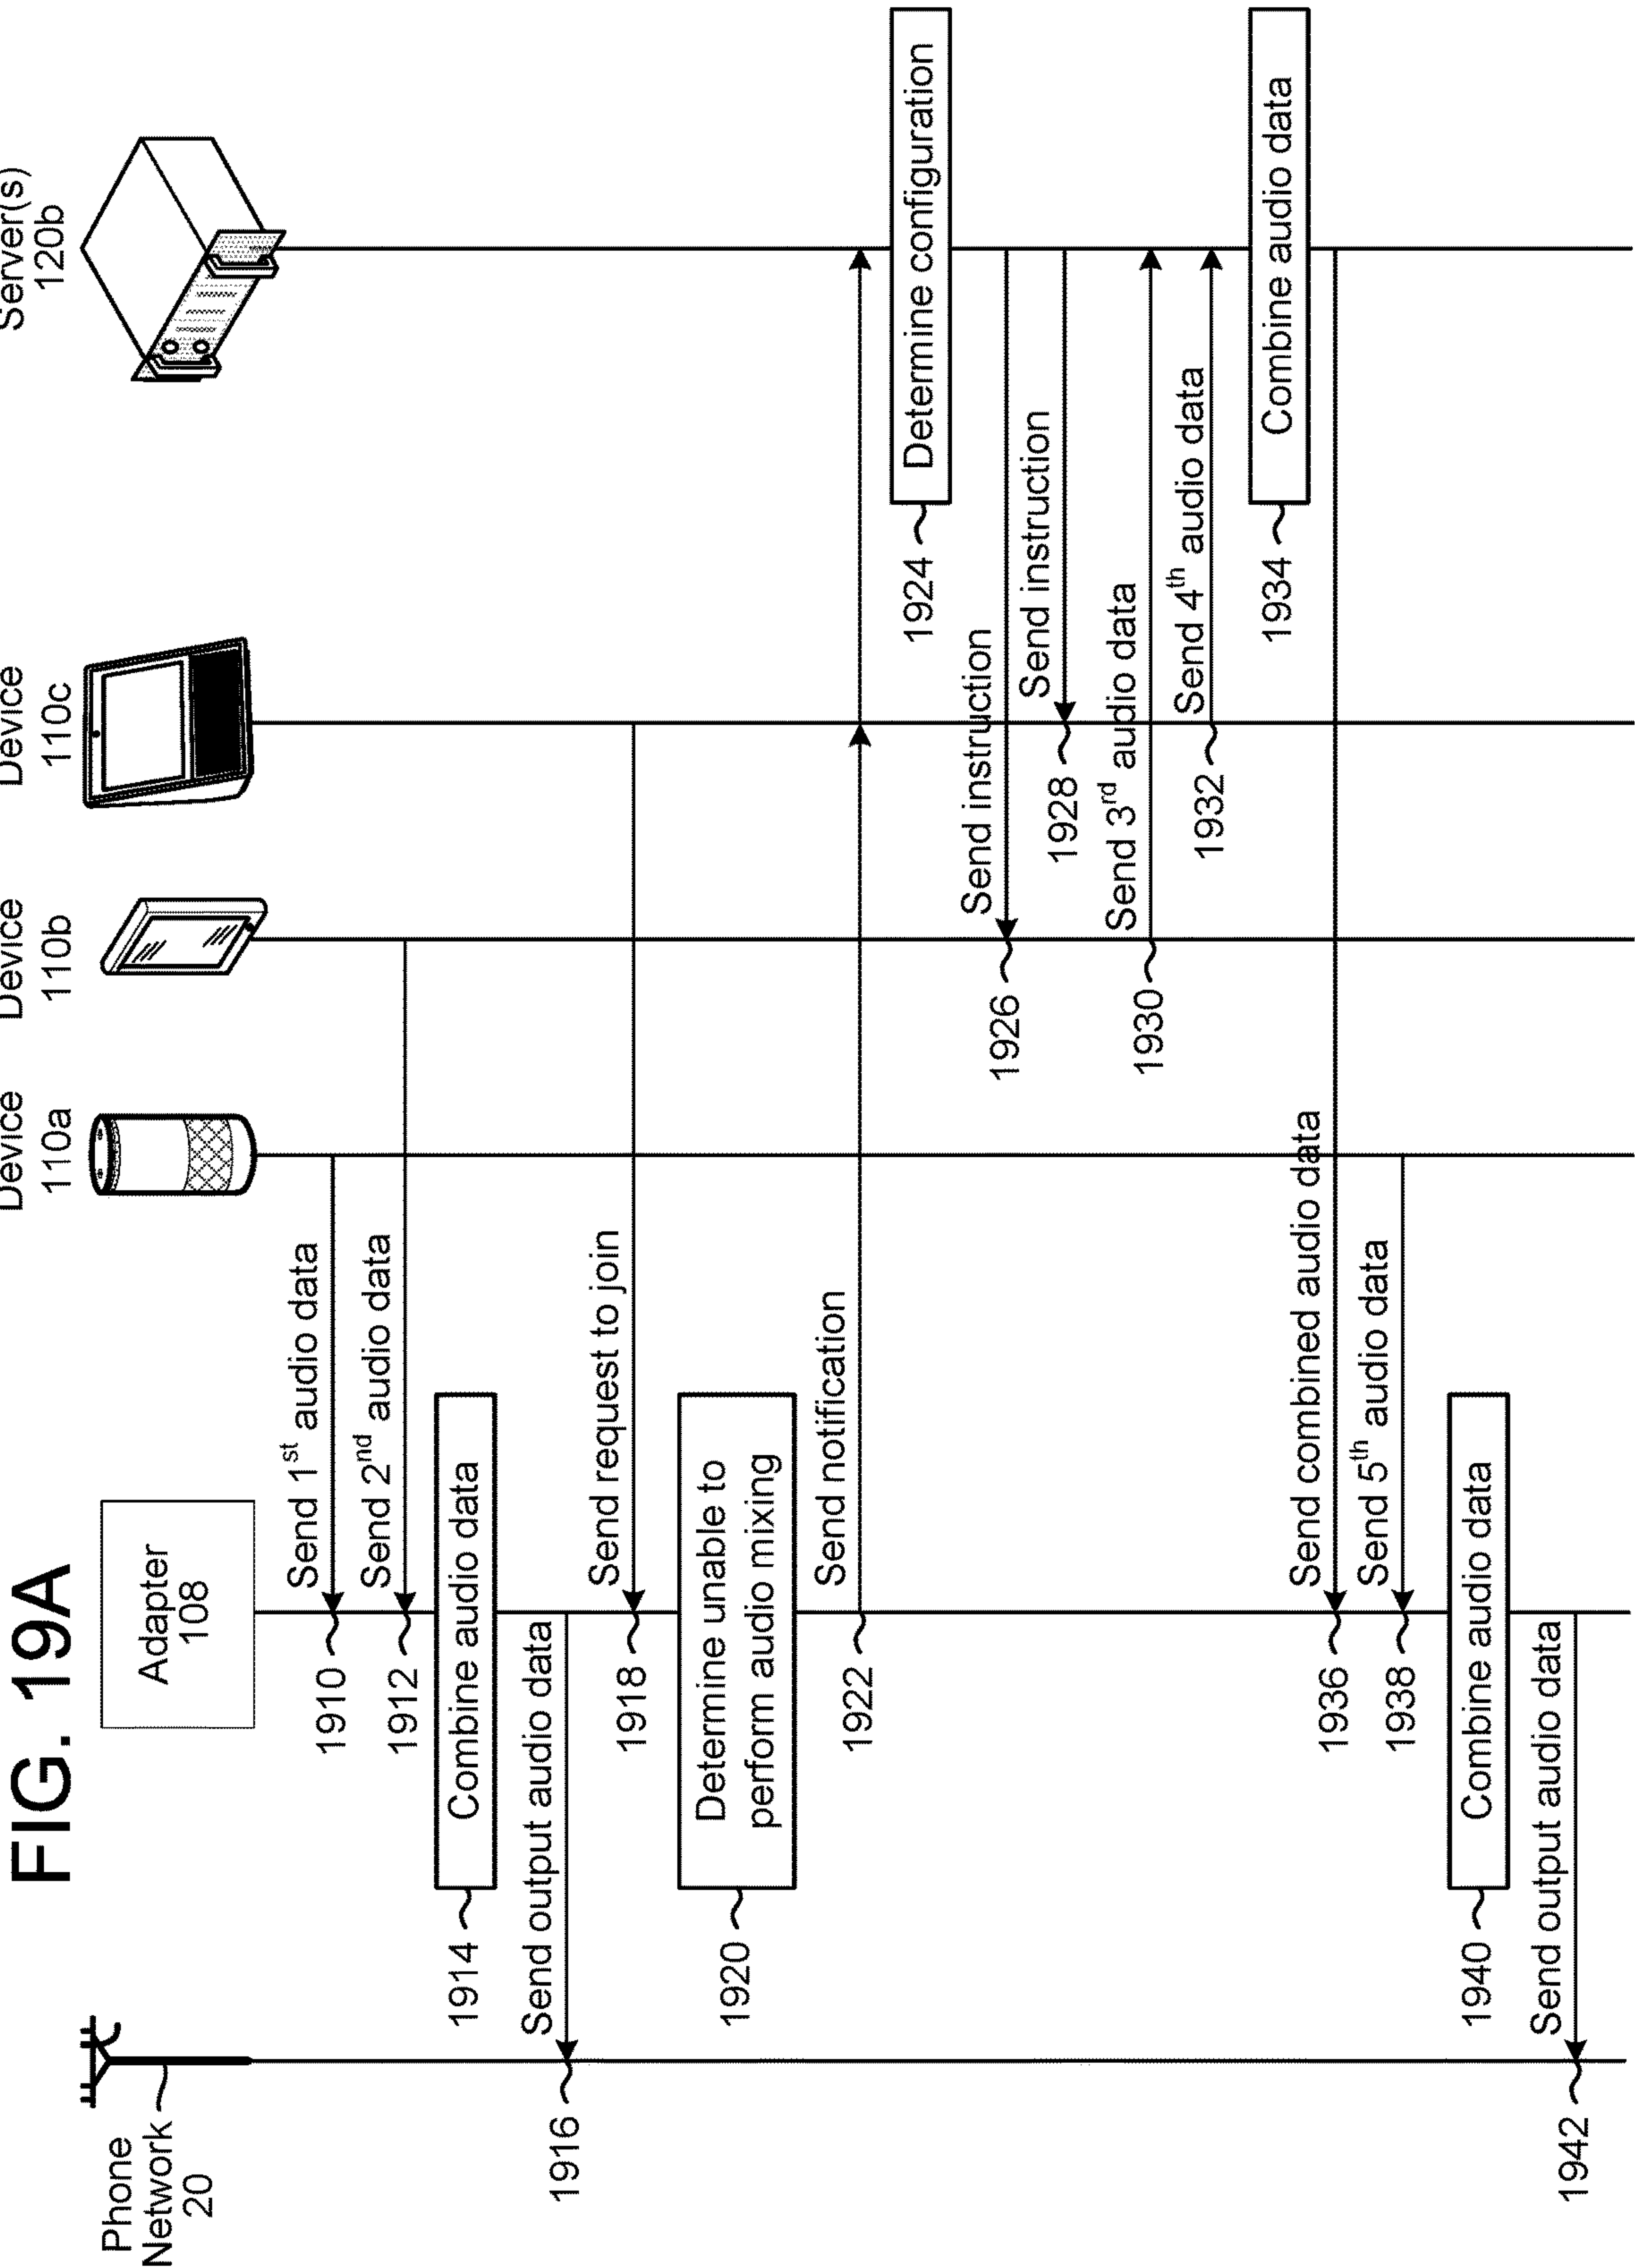 FIG. 19A
Phone
Network
20
Adapter
108
Device
110a
Device
110b
Device
110c
Server(s)
120b
Send 1st audio data
1910
Send 2nd audio data
1912
Combine audio data
1914
Send output audio data
1916
Send request to join
1918
Determine unable to
perform audio mixing
1920
Send notification
1922
Determine configuration
1924
Send instruction
1926
Send instruction
1928
Send 3rd audio data
1930
Send 4th audio data
1932
Combine audio data
1934
Send combined audio data
1936
Send 5th audio data
1938
Combine audio data
1940
Send output audio data
1942